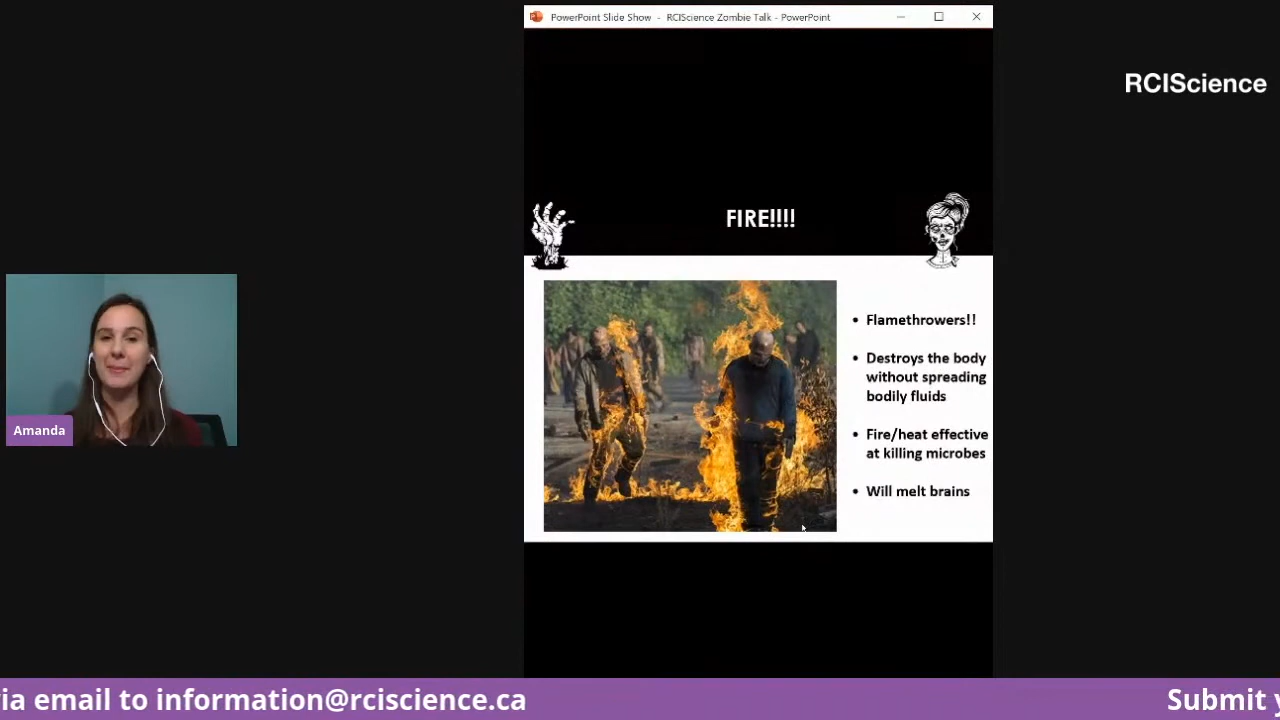 PowerPoint Slide Show - RCIScience Zombie Talk - PowerPoint
RCIScience
FIRE!!!!
• Flamethrowers!!
• Destroys the body
without spreading
bodily fluids
• Fire/heat effective
at killing microbes
• Will melt brains
Amanda
via email to information@rciscience.ca
Submit